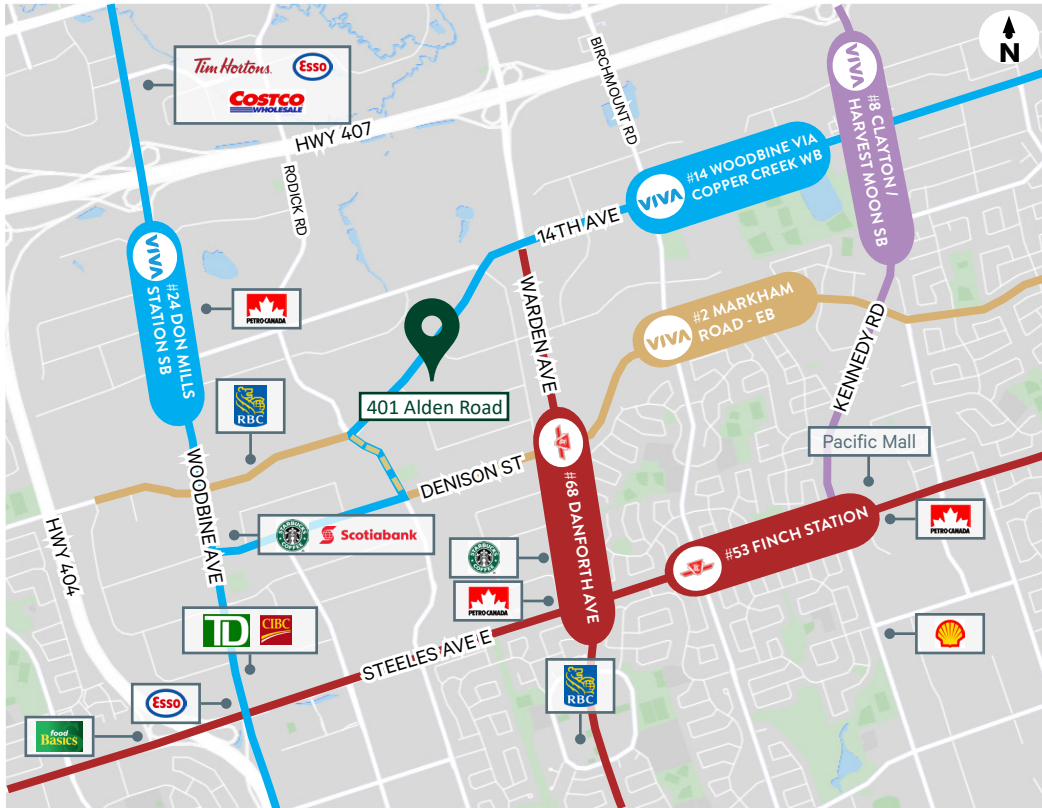 Tim Hortons.
Esso
COSTCO
WHOLESALE
N
HWY 407
RODICK RD
BIRCHMOUNT RD
VIVA
#8 CLAYTON /
HARVEST MOON SB
VIVA
#14 WOODBINE VIA
COPPER CREEK WB
14TH AVE
VIVA
#24 DON MILLS
STATION SB
PETRO-CANADA
WARDEN AVE
VIVA
#2 MARKHAM
ROAD - EB
KENNEDY RD
401 Alden Road
RBC
Pacific Mall
WOODBINE AVE
DENISON ST
HWY 404
STARBUCKS
COFFEE
Scotiabank
#68 DANFORTH AVE
#53 FINCH STATION
PETRO-CANADA
STARBUCKS
COFFEE
PETRO-CANADA
TD
CIBC
STEELES AVE E
RBC
Esso
food
Basics